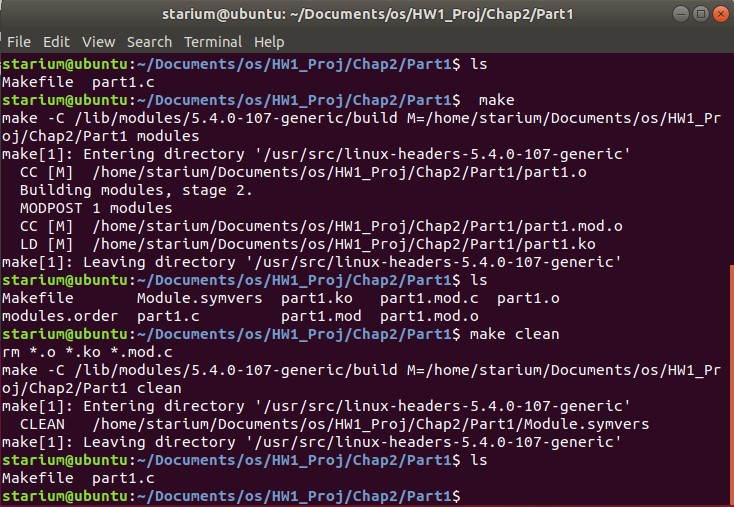 starium@ubuntu: ~/Documents/os/HW1_Proj/Chap2/Part1
File Edit View Search Terminal Help
starium@ubuntu:~/Documents/os/HW1_Proj/Chap2/Part1$ ls
Makefile  part1.c
starium@ubuntu:~/Documents/os/HW1_Proj/Chap2/Part1$  make
make -C /lib/modules/5.4.0-107-generic/build M=/home/starium/Documents/os/HW1_Pr
oj/Chap2/Part1 modules
make[1]: Entering directory '/usr/src/linux-headers-5.4.0-107-generic'
  CC [M]  /home/starium/Documents/os/HW1_Proj/Chap2/Part1/part1.o
  Building modules, stage 2.
  MODPOST 1 modules
  CC [M]  /home/starium/Documents/os/HW1_Proj/Chap2/Part1/part1.mod.o
  LD [M]  /home/starium/Documents/os/HW1_Proj/Chap2/Part1/part1.ko
make[1]: Leaving directory '/usr/src/linux-headers-5.4.0-107-generic'
starium@ubuntu:~/Documents/os/HW1_Proj/Chap2/Part1$ ls
Makefile       Module.symvers  part1.ko   part1.mod.c  part1.o
modules.order  part1.c         part1.mod  part1.mod.o
starium@ubuntu:~/Documents/os/HW1_Proj/Chap2/Part1$ make clean
rm *.o *.ko *.mod.c
make -C /lib/modules/5.4.0-107-generic/build M=/home/starium/Documents/os/HW1_Pr
oj/Chap2/Part1 clean
make[1]: Entering directory '/usr/src/linux-headers-5.4.0-107-generic'
  CLEAN   /home/starium/Documents/os/HW1_Proj/Chap2/Part1/Module.symvers
make[1]: Leaving directory '/usr/src/linux-headers-5.4.0-107-generic'
starium@ubuntu:~/Documents/os/HW1_Proj/Chap2/Part1$ ls
Makefile  part1.c
starium@ubuntu:~/Documents/os/HW1_Proj/Chap2/Part1$